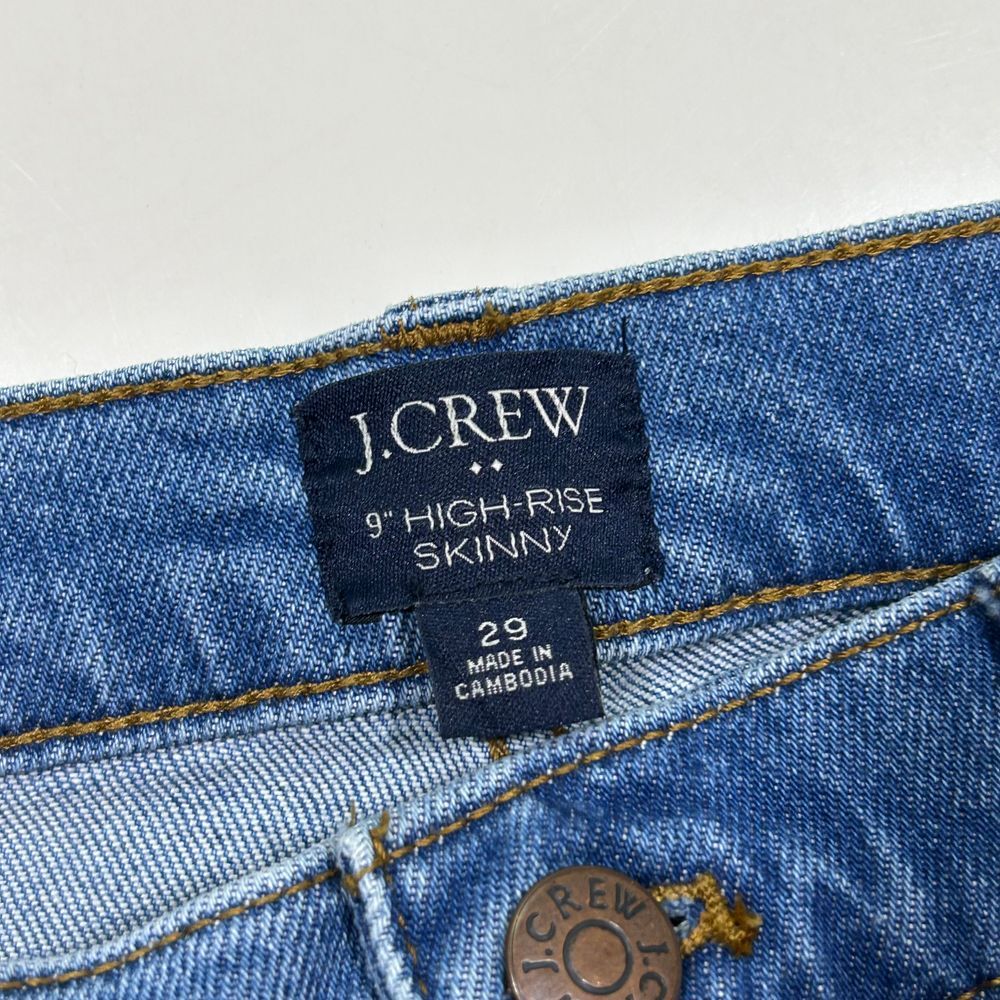 J.CREW
9" HIGH-RISE
SKINNY
29
MADE IN
CAMBODIA
J.CREW J.C